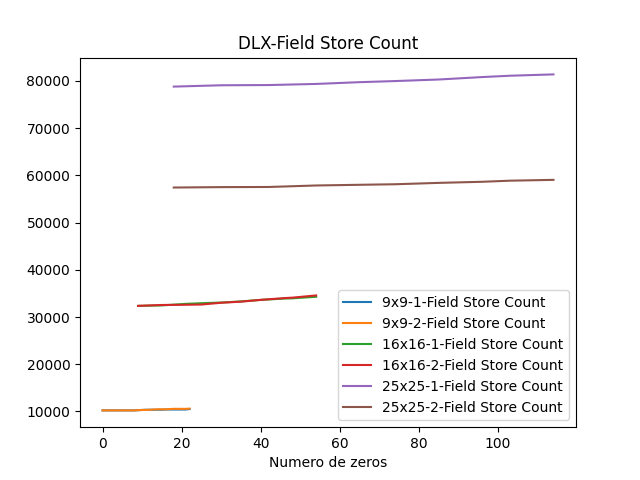 DLX-Field Store Count
80000
70000
60000
50000
40000
30000
20000
10000
9x9-1-Field Store Count
9x9-2-Field Store Count
16x16-1-Field Store Count
16x16-2-Field Store Count
25x25-1-Field Store Count
25x25-2-Field Store Count
0 20 40 60 80 100
Numero de zeros